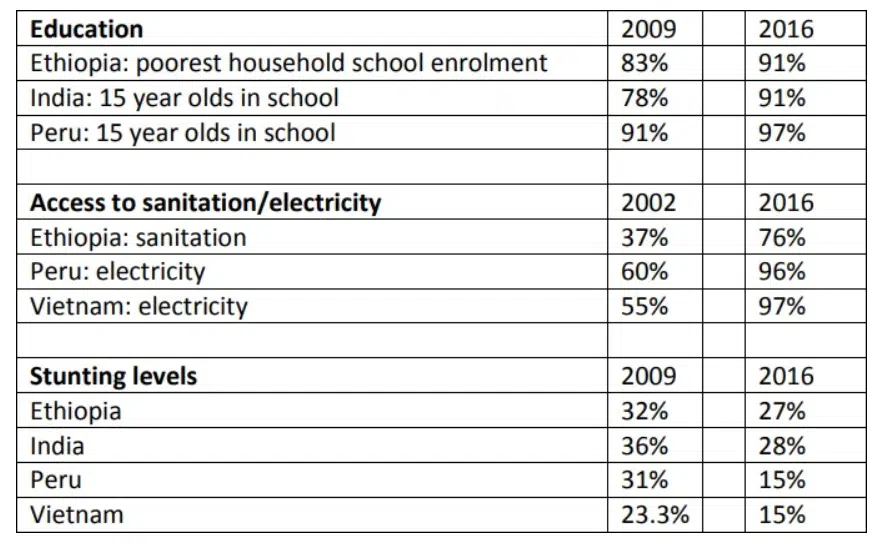 Education 2009 2016
Ethiopia: poorest household school enrolment 83% 91%
India: 15 year olds in school 78% 91%
Peru: 15 year olds in school 91% 97%
Access to sanitation/electricity 2002 2016
Ethiopia: sanitation 37% 76%
Peru: electricity 60% 96%
Vietnam: electricity 55% 97%
Stunting levels 2009 2016
Ethiopia 32% 27%
India 36% 28%
Peru 31% 15%
Vietnam 23.3% 15%